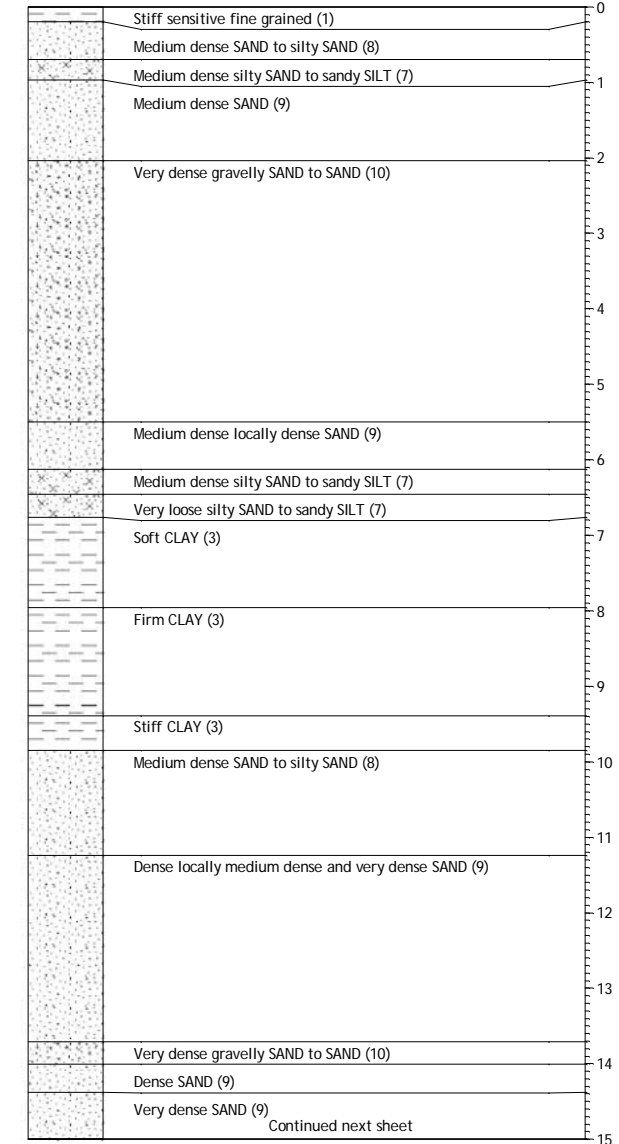 0
Stiff sensitive fine grained (1)
Medium dense SAND to silty SAND (8)
Medium dense silty SAND to sandy SILT (7)
1
Medium dense SAND (9)
2
Very dense gravelly SAND to SAND (10)
3
4
5
Medium dense locally dense SAND (9)
6
Medium dense silty SAND to sandy SILT (7)
Very loose silty SAND to sandy SILT (7)
7
Soft CLAY (3)
8
Firm CLAY (3)
9
Stiff CLAY (3)
Medium dense SAND to silty SAND (8)
10
11
Dense locally medium dense and very dense SAND (9)
12
13
Very dense gravelly SAND to SAND (10)
14
Dense SAND (9)
Very dense SAND (9)
Continued next sheet
15